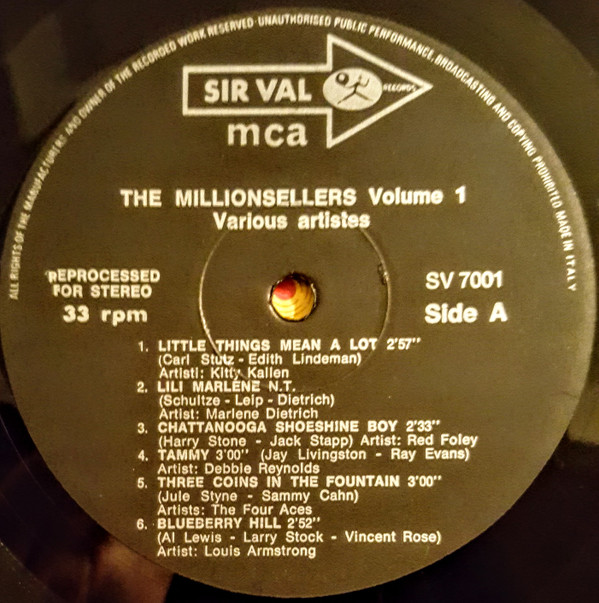 ALL RIGHTS OF THE MANUFACTURERS AND OWNER OF THE RECORDED WORK RESERVED·UNAUTHORISED PUBLIC PERFORMANCE, BROADCASTING AND COPYING PROHIBITED MADE IN ITALY
SIR VAL RECORDS
mca
THE MILLIONSELLERS Volume 1
Various artistes
REPROCESSED
FOR STEREO
33 rpm
SV 7001
Side A
1. LITTLE THINGS MEAN A LOT 2'57"
(Carl Stutz - Edith Lindeman)
Artisti: Kitty Kallen
2. LILI MARLENE N.T.
(Schultze - Leip - Dietrich)
Artist: Marlene Dietrich
3. CHATTANOOGA SHOESHINE BOY 2'33"
(Harry Stone - Jack Stapp) Artist: Red Foley
4. TAMMY 3'00" (Jay Livingston - Ray Evans)
Artist: Debbie Reynolds
5. THREE COINS IN THE FOUNTAIN 3'00"
(Jule Styne - Sammy Cahn)
Artists: The Four Aces
6. BLUEBERRY HILL 2'52"
(Al Lewis - Larry Stock - Vincent Rose)
Artist: Louis Armstrong